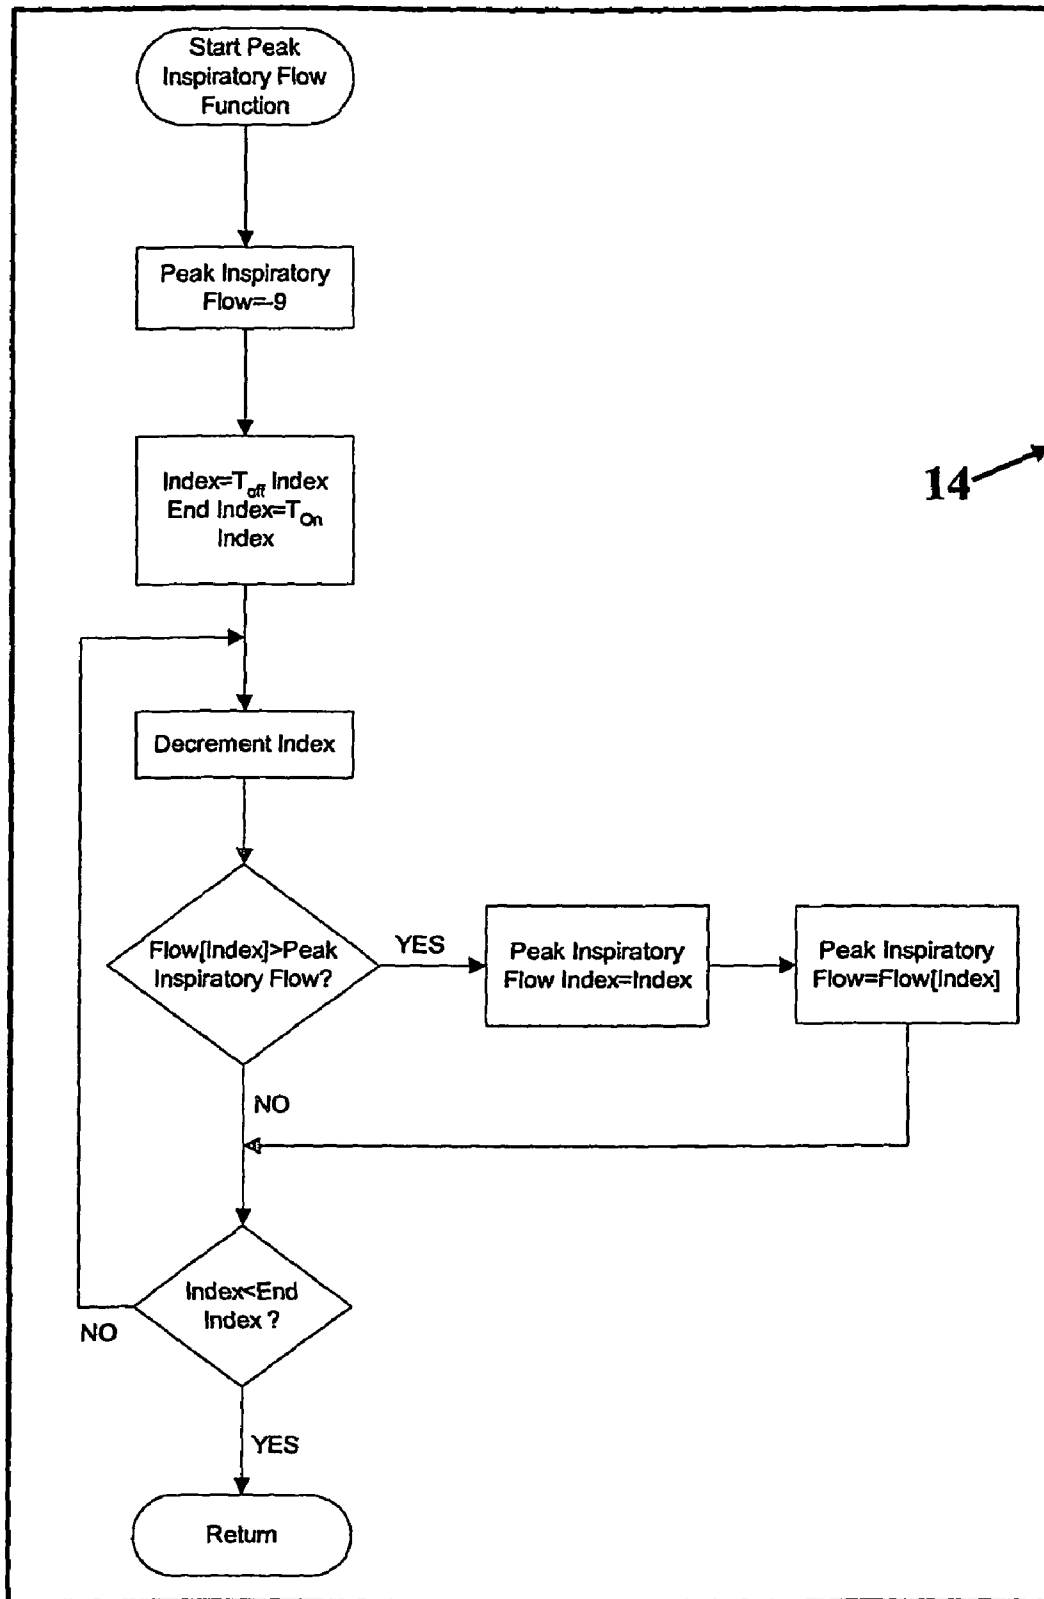 Start Peak
Inspiratory Flow
Function
Peak Inspiratory
Flow=-9
Index=Toff Index
End Index=TOn
Index
14
Decrement Index
Flow[Index]>Peak
Inspiratory Flow?
YES
Peak Inspiratory
Flow Index=Index
Peak Inspiratory
Flow=Flow[Index]
NO
Index<End
Index ?
NO
YES
Return